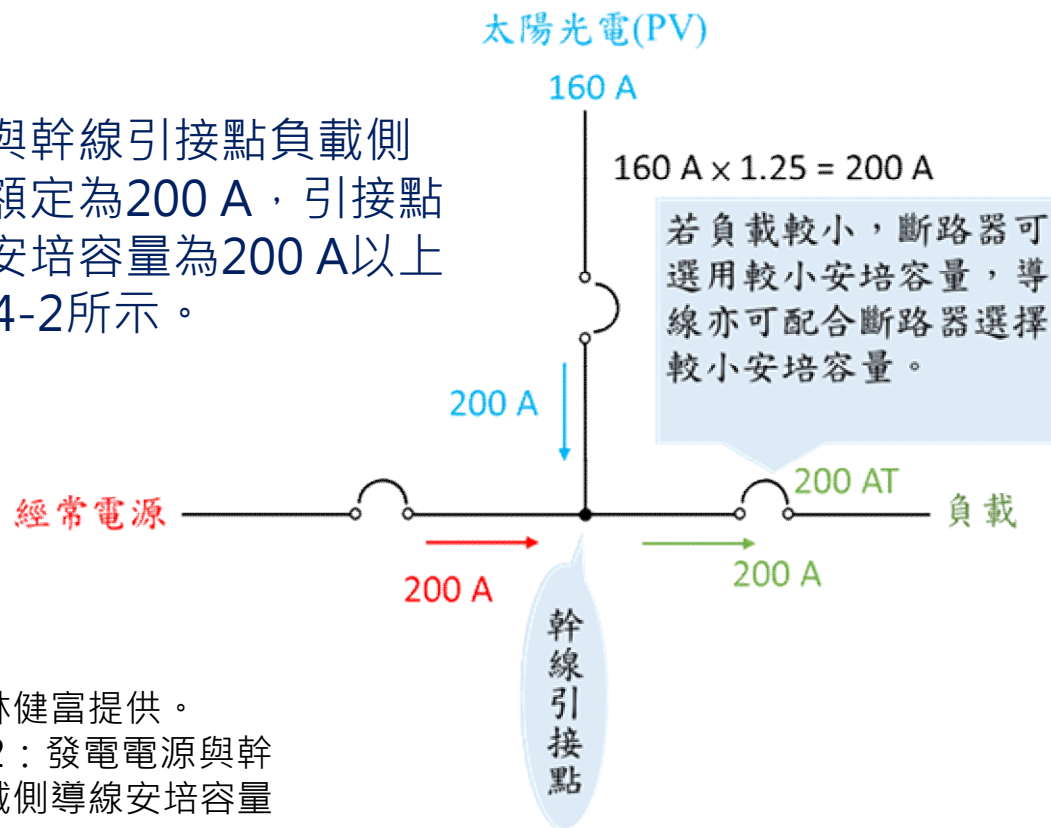 太陽光電(PV)
160 A
與幹線引接點負載側
額定為200 A，引接點
安培容量為200 A以上
4-2所示。
160 A x 1.25 = 200 A
若負載較小，斷路器可
選用較小安培容量，導
線亦可配合斷路器選擇
較小安培容量。
200 A
200 AT
經常電源
負載
200 A
200 A
幹線引接點
林健富提供。
2：發電電源與幹
載側導線安培容量